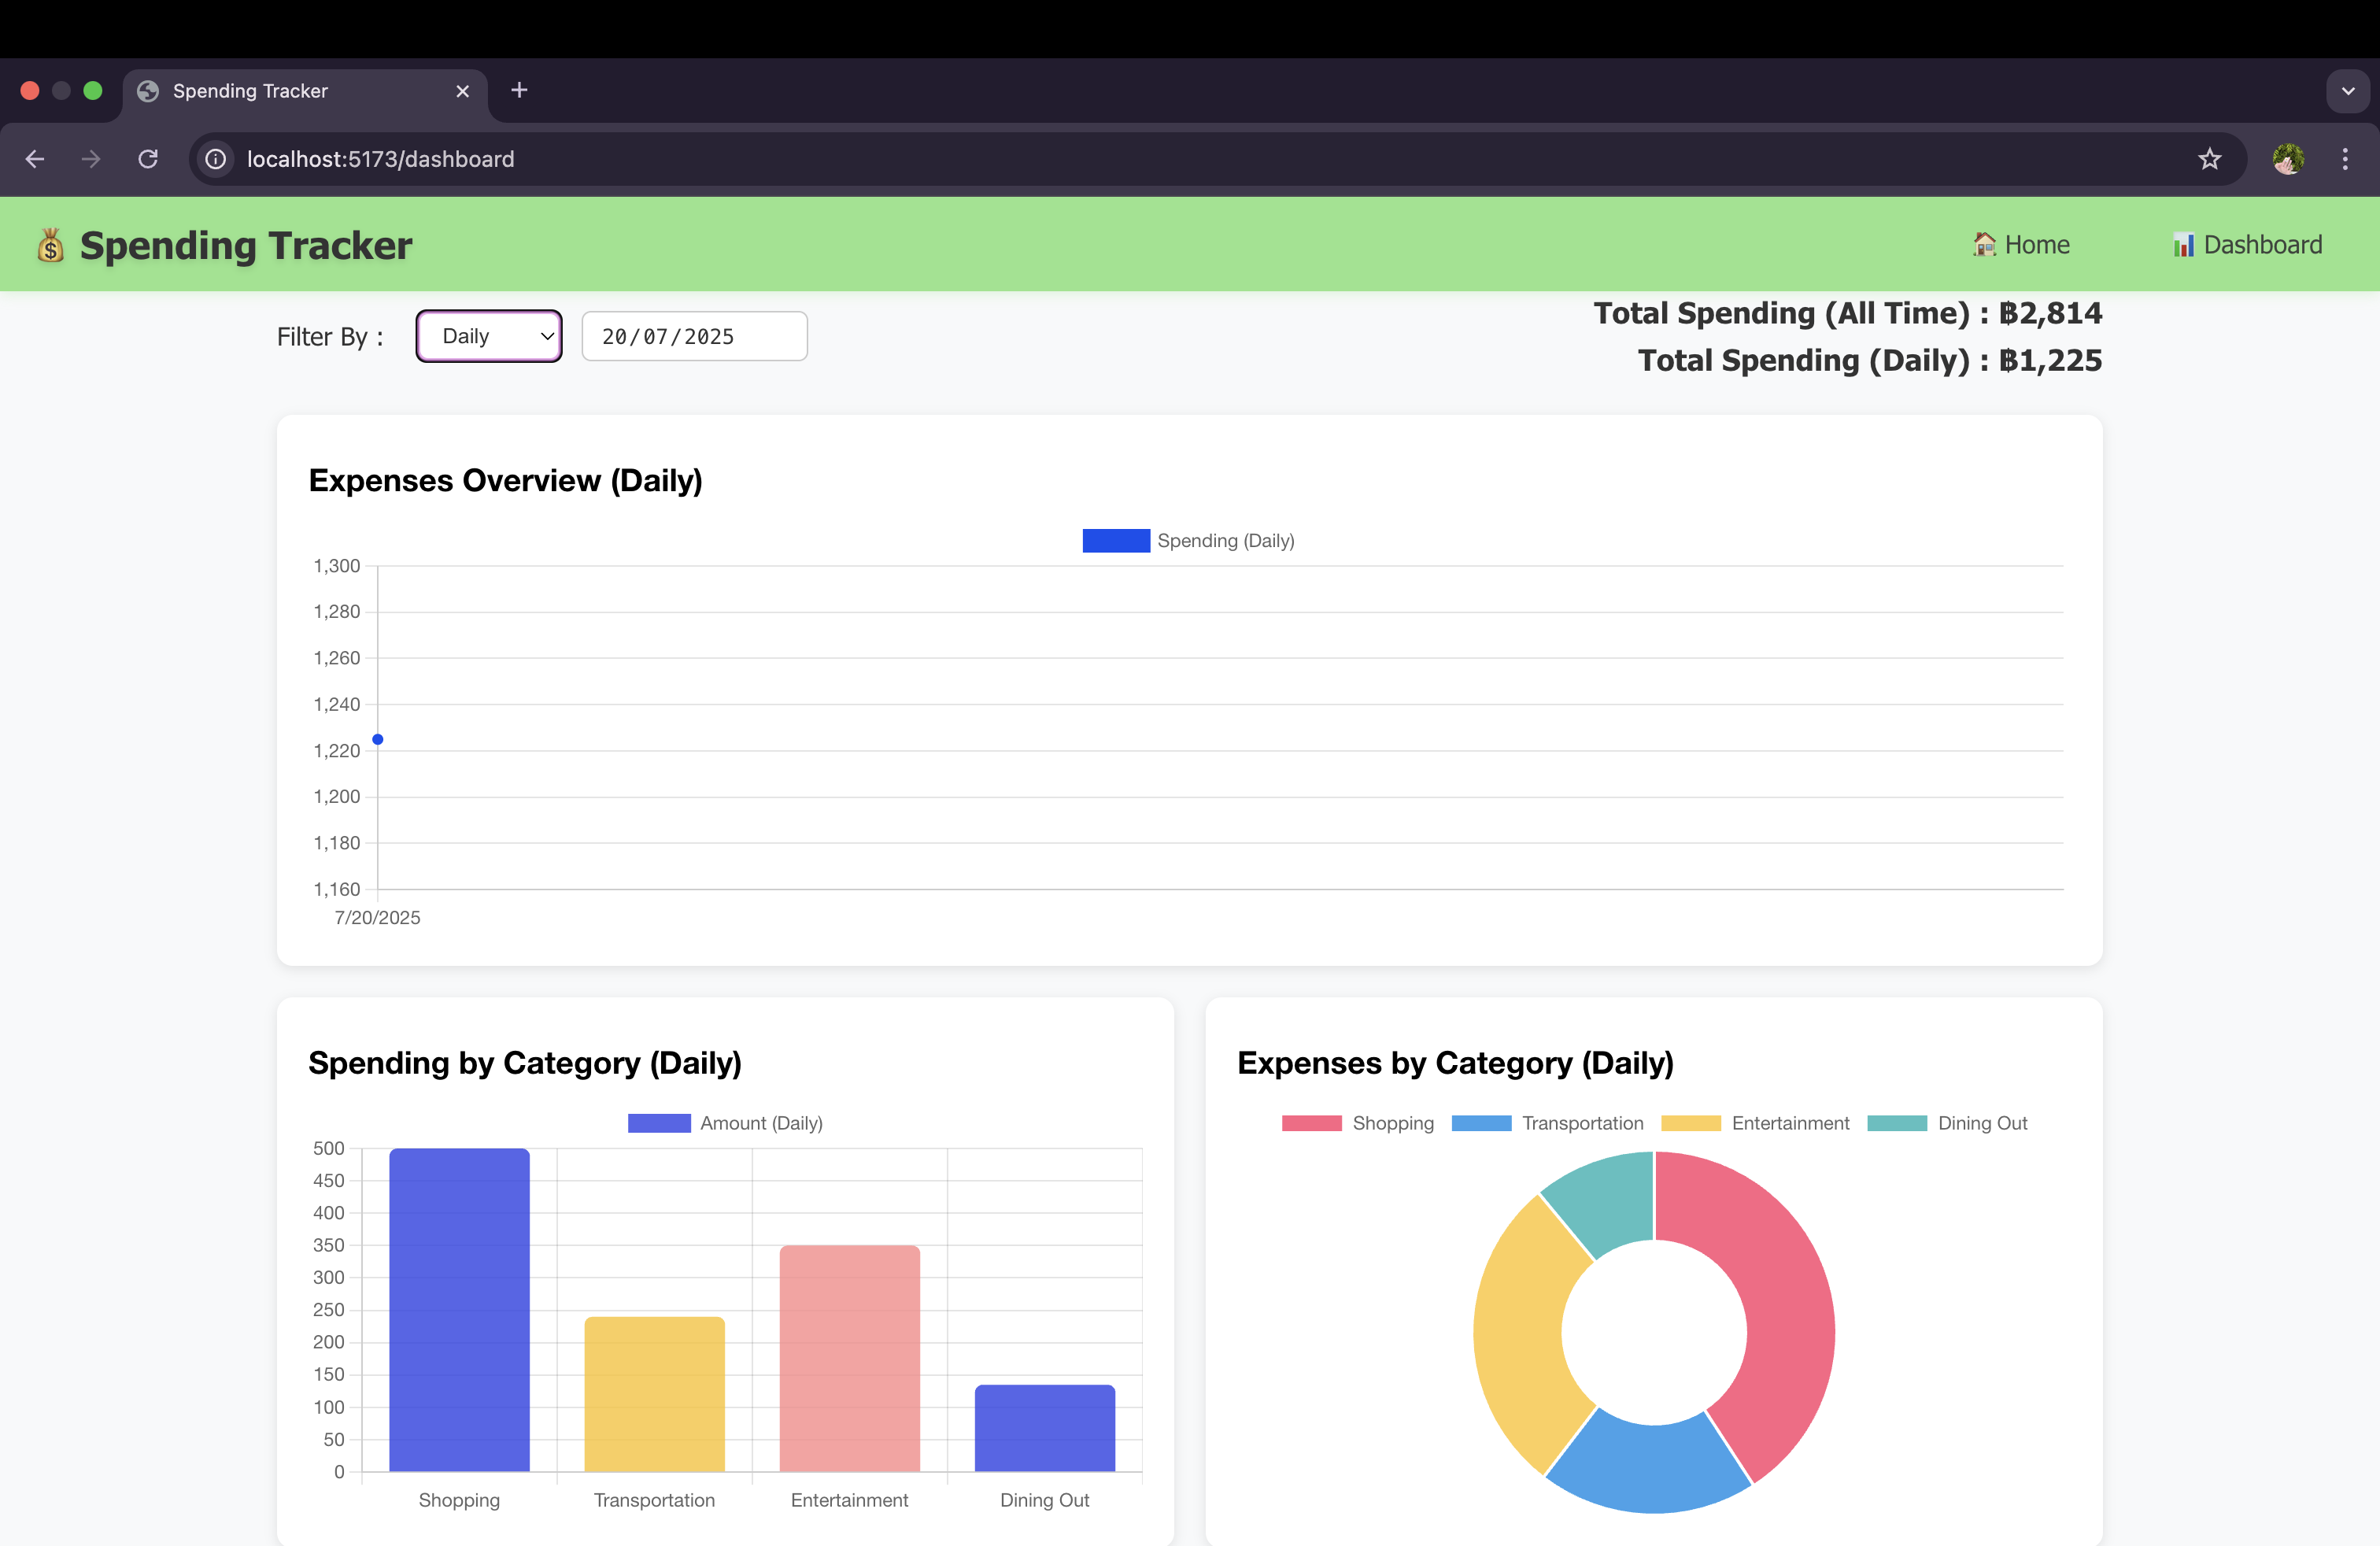 Spending Tracker
localhost:5173/dashboard
💰 Spending Tracker
🏠 Home
📊 Dashboard
Filter By :
Daily
20/07/2025
Total Spending (All Time) : ฿2,814
Total Spending (Daily) : ฿1,225
Expenses Overview (Daily)
Spending (Daily)
1,300
1,280
1,260
1,240
1,220
1,200
1,180
1,160
7/20/2025
Spending by Category (Daily)
Amount (Daily)
500
450
400
350
300
250
200
150
100
50
0
Shopping Transportation Entertainment Dining Out
Expenses by Category (Daily)
Shopping Transportation Entertainment Dining Out